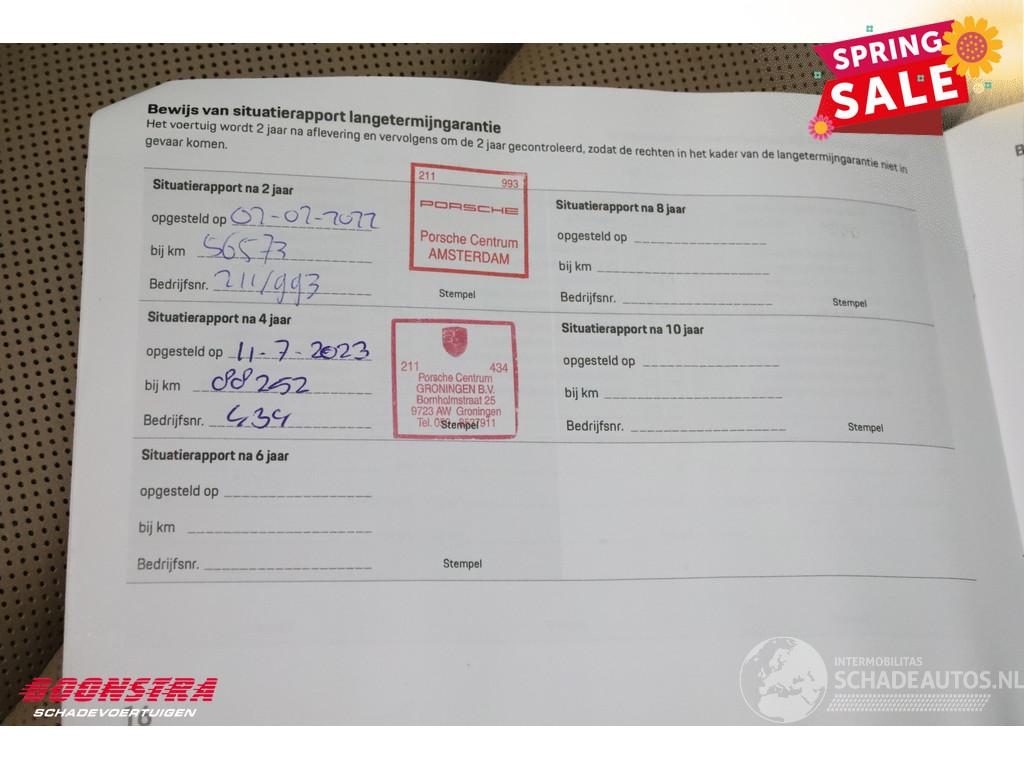 SPRING
SALE
Bewijs van situatierapport langetermijngarantie
Het voertuig wordt 2 jaar na aflevering en vervolgens om de 2 jaar gecontroleerd, zodat de rechten in het kader van de langetermijngarantie niet in
gevaar komen.
Situatierapport na 2 jaar
opgesteld op 07-07-2022
bij km 56573
Bedrijfsnr. 211/993
211 993
PORSCHE
Porsche Centrum
AMSTERDAM
Stempel
Situatierapport na 4 jaar
opgesteld op 11-7-2023
bij km 88252
Bedrijfsnr. 434
211 434
Porsche Centrum
GRONINGEN B.V.
Bornholmstraat 25
9723 AW Groningen
Tel. 7911
Stempel
Situatierapport na 6 jaar
opgesteld op
bij km
Bedrijfsnr.
Stempel
Situatierapport na 8 jaar
opgesteld op
bij km
Bedrijfsnr.
Stempel
Situatierapport na 10 jaar
opgesteld op
bij km
Bedrijfsnr.
Stempel
B
16
BOONSTRA
SCHADEVOERTUIGEN
INTERMOBILITAS
SCHADEAUTOS.NL